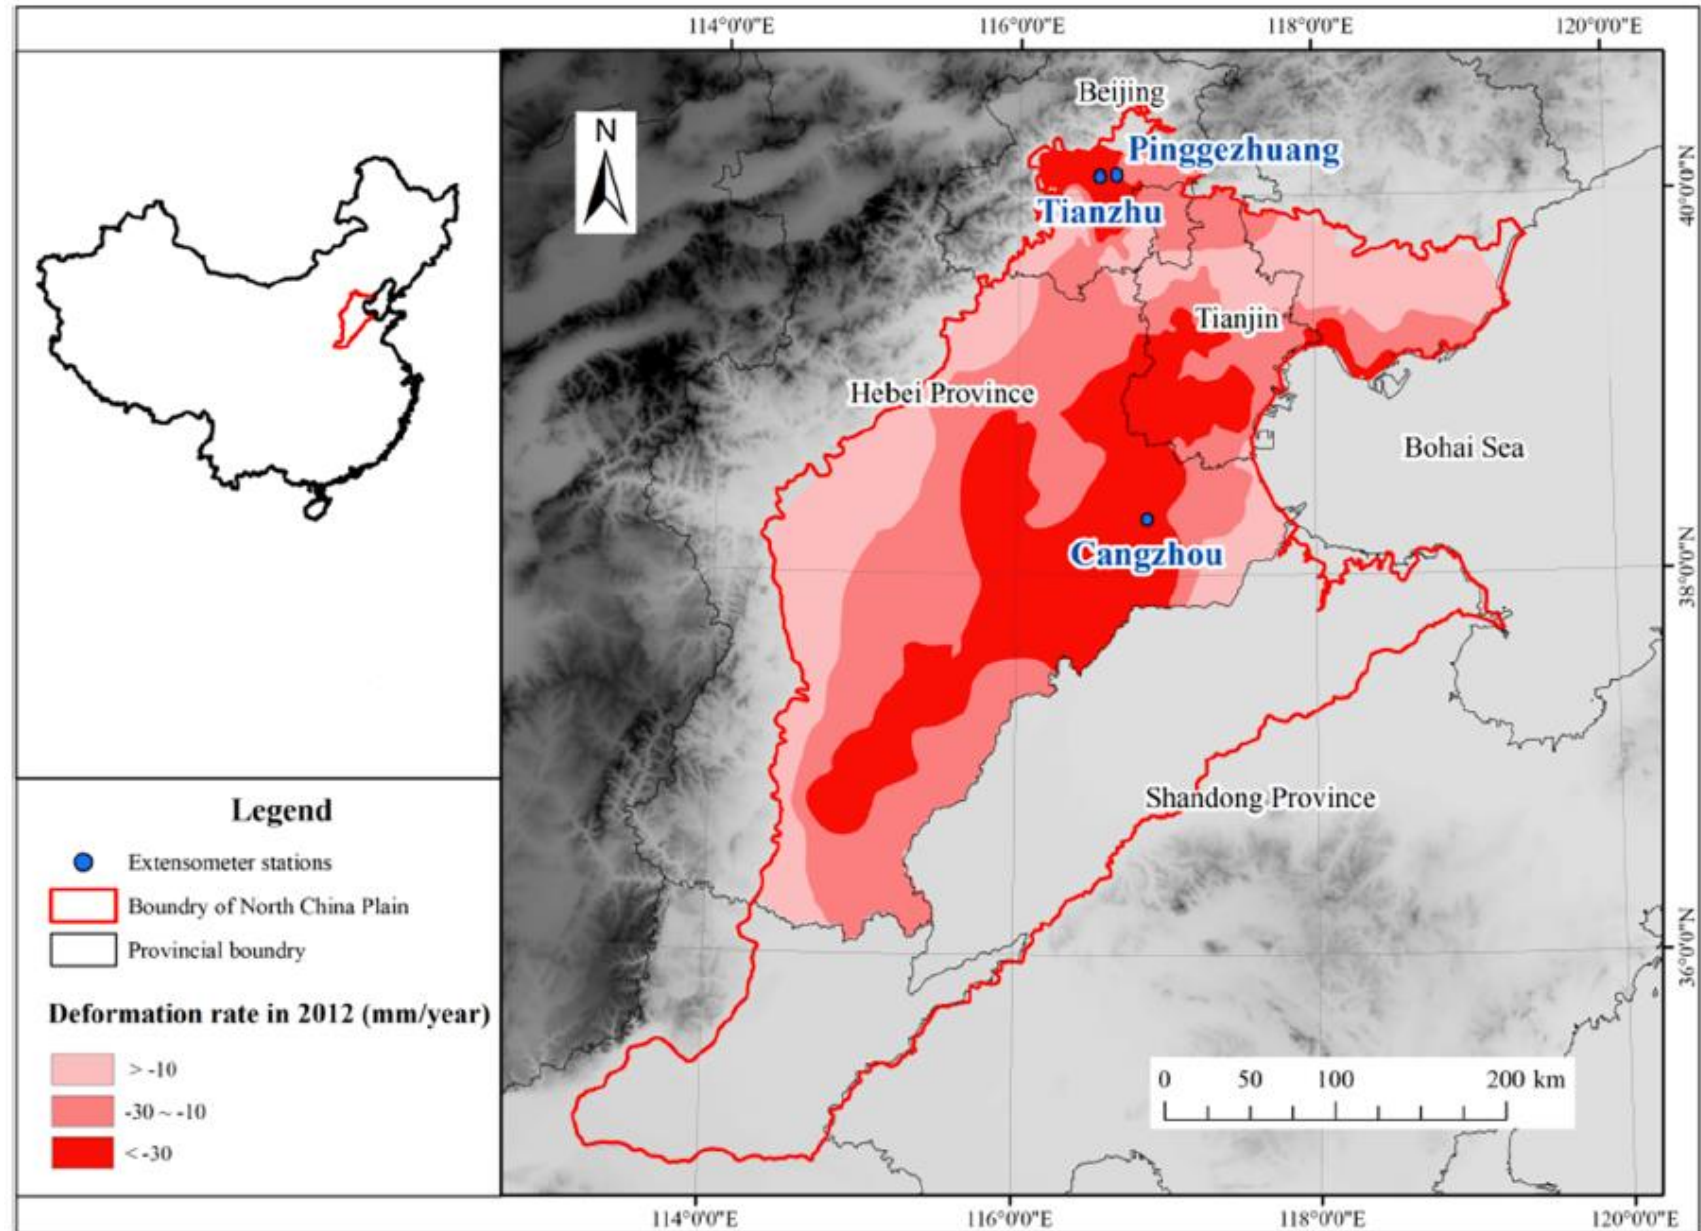 114°0'0"E
116°0'0"E
118°0'0"E
120°0'0"E
N
Beijing
Pinggezhuang
Tianzhu
40°0'0"N
Tianjin
Hebei Province
Bohai Sea
Cangzhou
38°0'0"N
Shandong Province
36°0'0"N
Legend
Extensometer stations
Boundry of North China Plain
Provincial boundry
Deformation rate in 2012 (mm/year)
> -10
-30 ~ -10
< -30
0 50 100 200 km
114°0'0"E
116°0'0"E
118°0'0"E
120°0'0"E